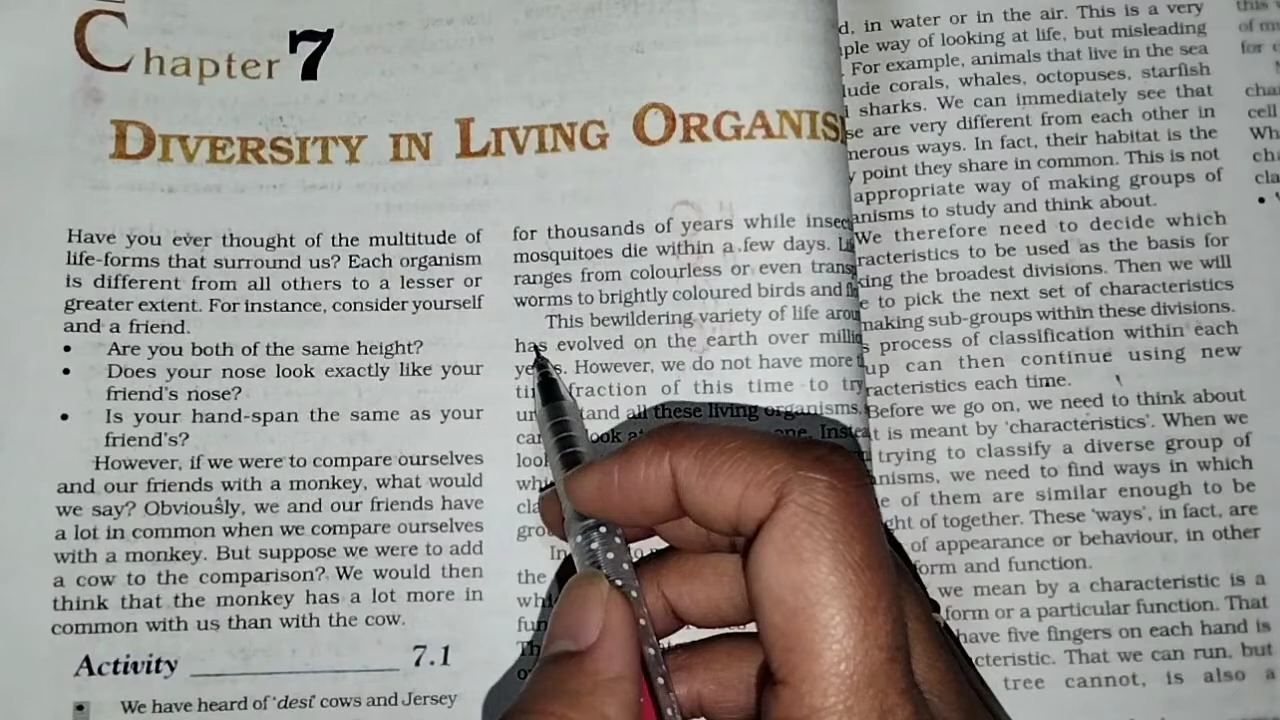 Chapter 7
DIVERSITY IN LIVING ORGANIS
Have you ever thought of the multitude of
life-forms that surround us? Each organism
is different from all others to a lesser or
greater extent. For instance, consider yourself
and a friend.
• Are you both of the same height?
• Does your nose look exactly like your
friend's nose?
• Is your hand-span the same as your
friend's?
However, if we were to compare ourselves
and our friends with a monkey, what would
we say? Obviously, we and our friends have
a lot in common when we compare ourselves
with a monkey. But suppose we were to add
a cow to the comparison? We would then
think that the monkey has a lot more in
common with us than with the cow.
Activity 7.1
• We have heard of 'desi' cows and Jersey
for thousands of years while
mosquitoes die within a few days.
ranges from colourless or even
worms to brightly coloured birds and
This bewildering variety of life
has evolved on the earth over
However, we do not have more
fraction of this time to try
all these living organisms.
In
the
in water or in the air. This is a very
way of looking at life, but misleading
For example, animals that live in the sea
corals, whales, octopuses, starfish
sharks. We can immediately see that
are very different from each other in
ways. In fact, their habitat is the
point they share in common. This is not
appropriate way of making groups of
to study and think about.
We therefore need to decide which
to be used as the basis for
the broadest divisions. Then we will
to pick the next set of characteristics
making sub-groups within these divisions.
process of classification within each
can then continue using new
each time.
Before we go on, we need to think about
is meant by 'characteristics'. When we
trying to classify a diverse group of
we need to find ways in which
of them are similar enough to be
of together. These 'ways', in fact, are
of appearance or behaviour, in other
form and function.
we mean by a characteristic is a
form or a particular function. That
have five fingers on each hand is
That we can run, but
tree cannot, is also a
this
for
cell